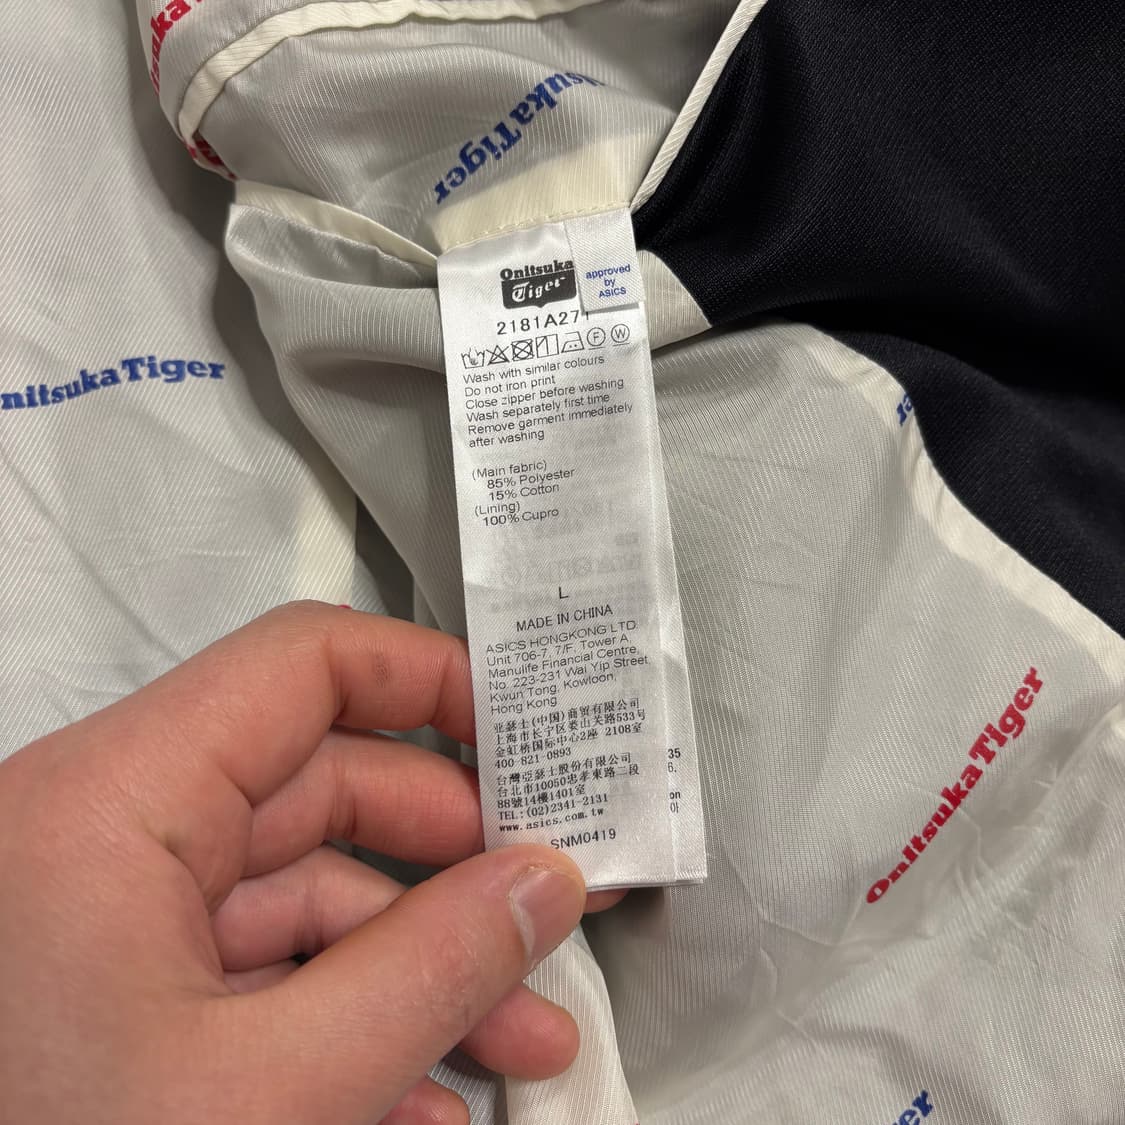 OnitsukaTiger
Onitsuka
Tiger
approved
by
ASICS
2181A271
F W
Wash with similar colours
Do not iron print
Close zipper before washing
Wash separately first time
Remove garment immediately
after washing
(Main fabric)
85% Polyester
15% Cotton
(Lining)
100% Cupro
L
MADE IN CHINA
ASICS HONGKONG LTD.
Unit 706-7, 7/F, Tower A,
Manulife Financial Centre,
No. 223-231 Wai Yip Street,
Kwun Tong, Kowloon,
Hong Kong
亚瑟士(中国)商贸有限公司
上海市长宁区娄山关路533号
金虹桥国际中心2座 2108室
400-821-0893
台灣亞瑟士股份有限公司
台北市10050忠孝東路二段
88號14樓1401室
TEL:(02)2341-2131
www.asics.com.tw
SNM0419
35
6.
on
아
OnitsukaTiger